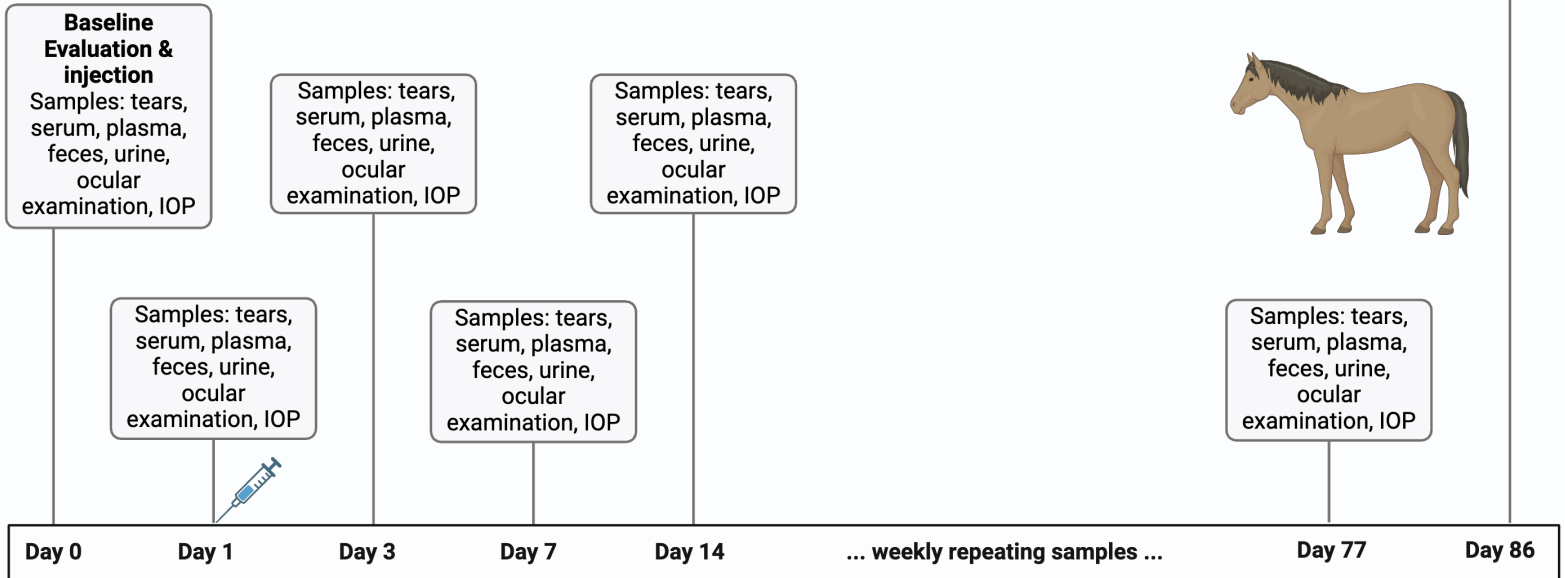 Baseline
Evaluation &
injection
Samples: tears,
serum, plasma,
feces, urine,
ocular
examination, IOP
Samples: tears,
serum, plasma,
feces, urine,
ocular
examination, IOP
Samples: tears,
serum, plasma,
feces, urine,
ocular
examination, IOP
Samples: tears,
serum, plasma,
feces, urine,
ocular
examination, IOP
Samples: tears,
serum, plasma,
feces, urine,
ocular
examination, IOP
Samples: tears,
serum, plasma,
feces, urine,
ocular
examination, IOP
Day 0
Day 1
Day 3
Day 7
Day 14
... weekly repeating samples ...
Day 77
Day 86